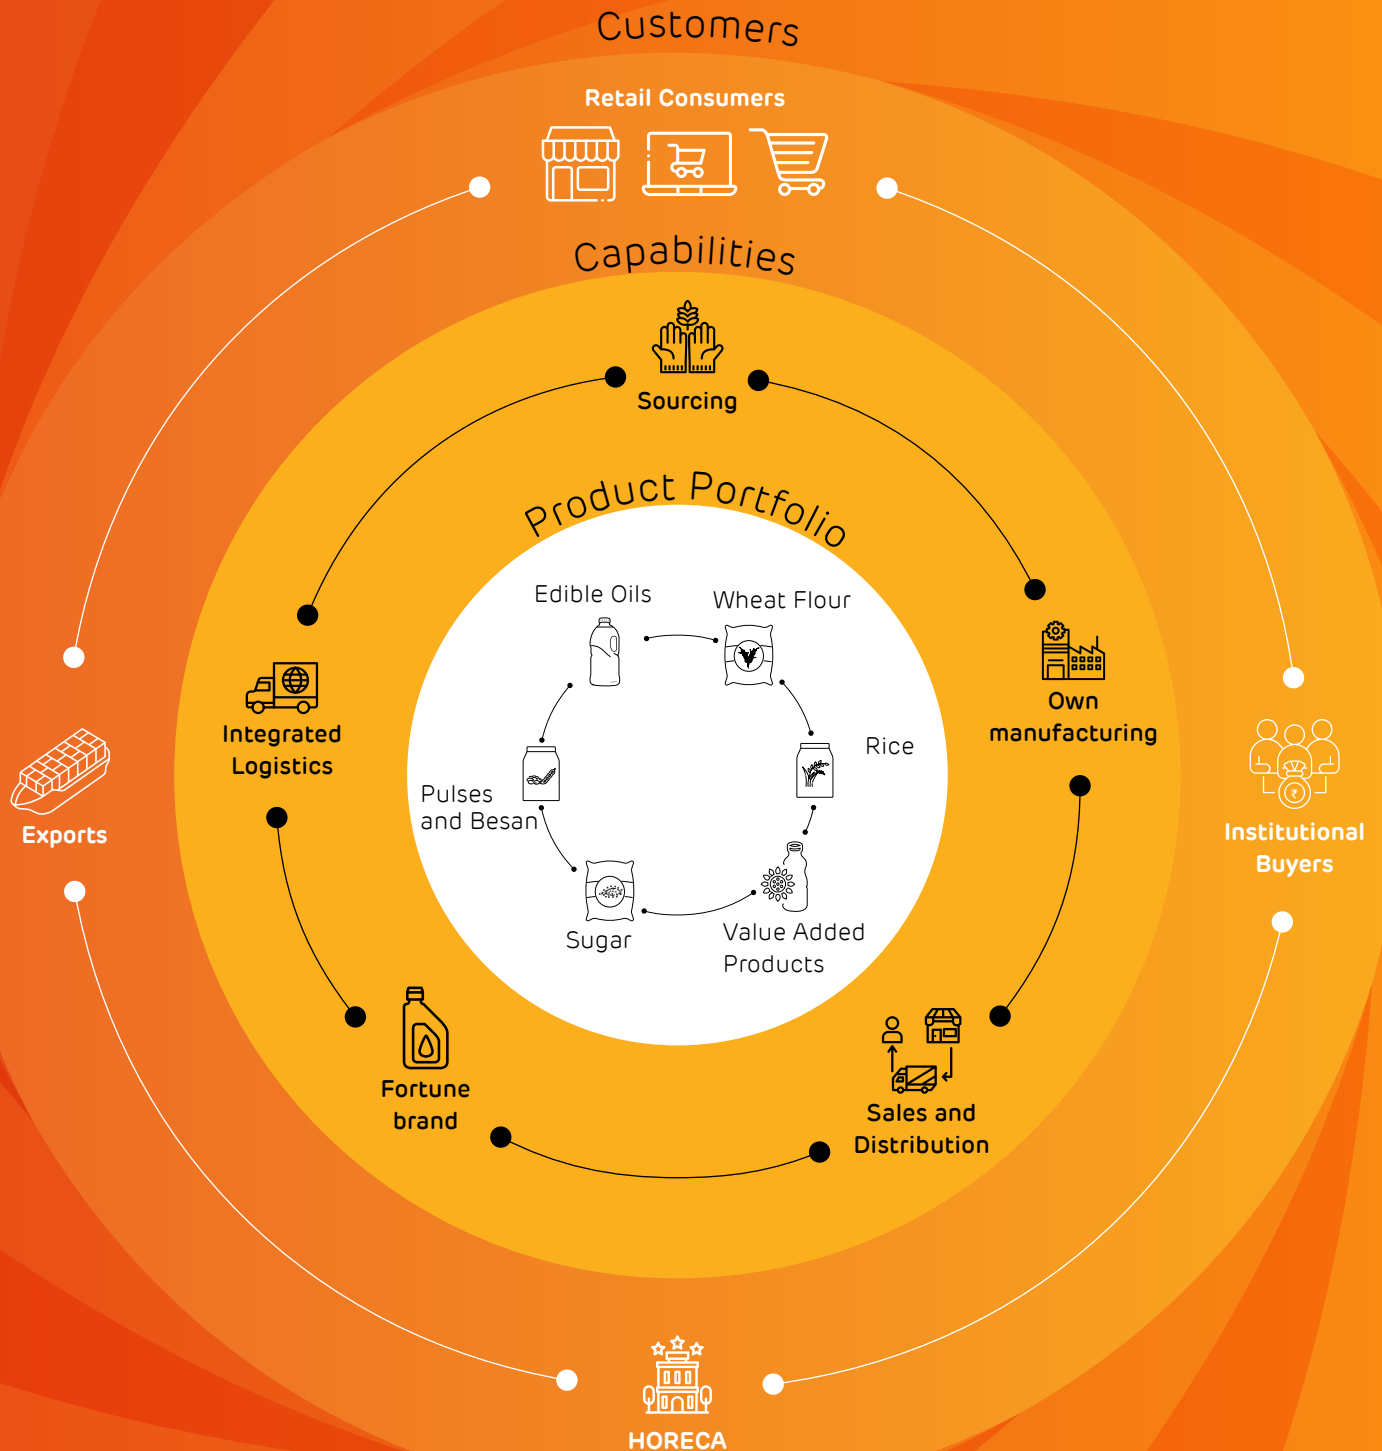 Customers
Retail Consumers
Capabilities
Sourcing
Product Portfolio
Edible Oils
Wheat Flour
Rice
Value Added
Products
Sugar
Pulses
and Besan
Own
manufacturing
Sales and
Distribution
Fortune
brand
Integrated
Logistics
Institutional
Buyers
₹
HORECA
Exports